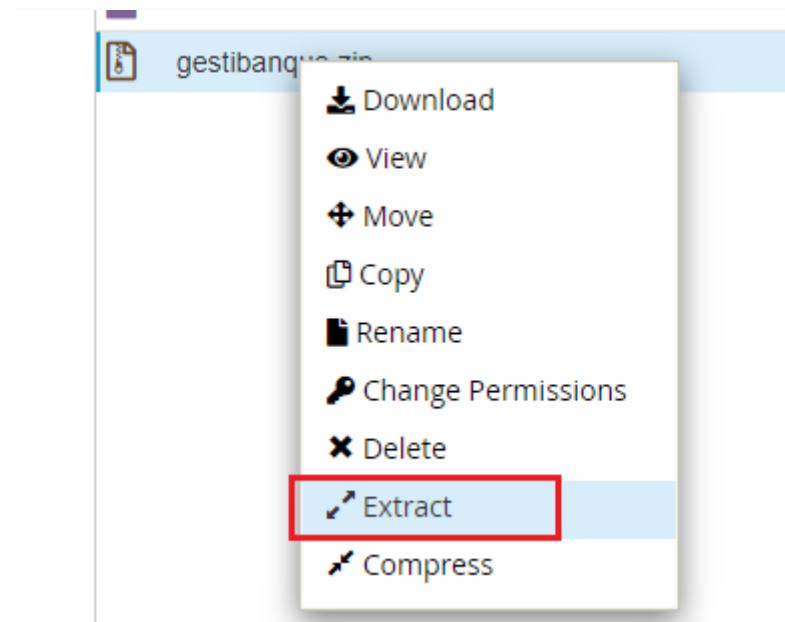 gestibanque.zip
Download
View
Move
Copy
Rename
Change Permissions
Delete
Extract
Compress